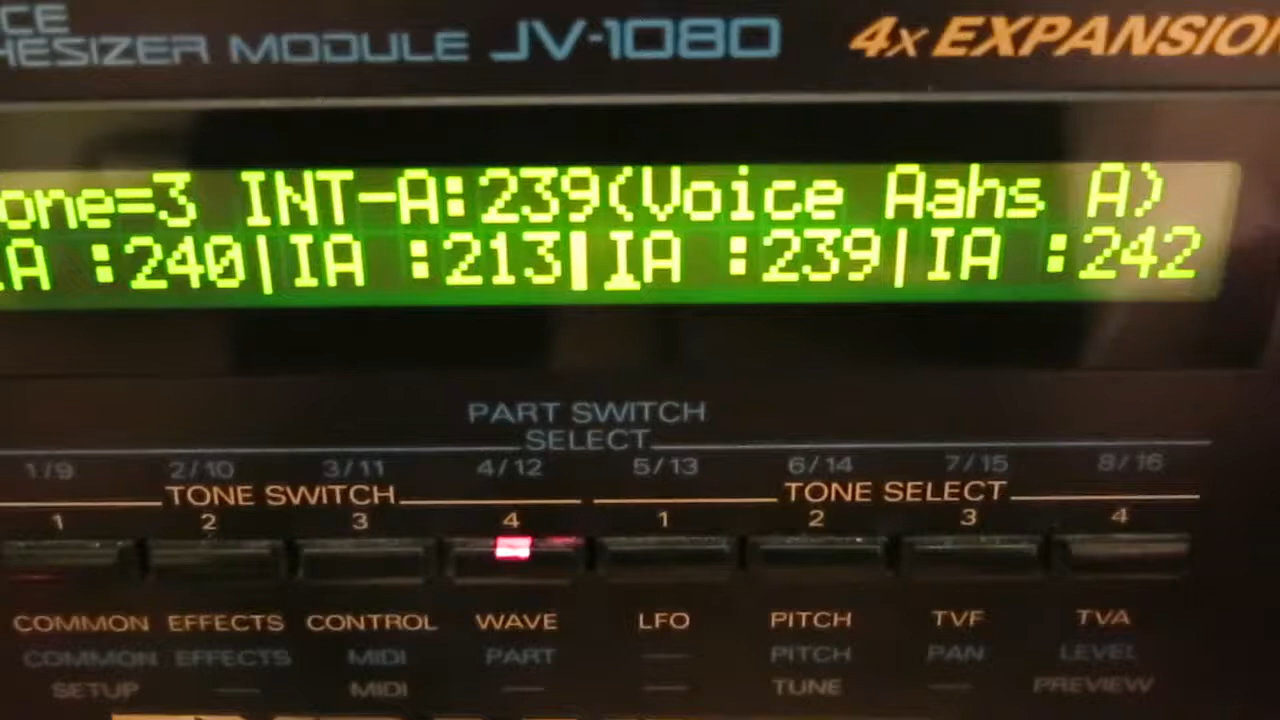 CE
HESIZER MODULE JV-1080 4x EXPANSION
one=3 INT-A:239(Voice Aahs A)
IA :240|IA :213|IA :239|IA :242
PART SWITCH
SELECT
1/9 2/10 3/11 4/12 5/13 6/14 7/15 8/16
TONE SWITCH TONE SELECT
1 2 3 4 1 2 3 4
COMMON EFFECTS CONTROL WAVE LFO PITCH TVF TVA
COMMON EFFECTS MIDI PART — PITCH PAN LEVEL
SETUP — MIDI — — TUNE — PREVIEW